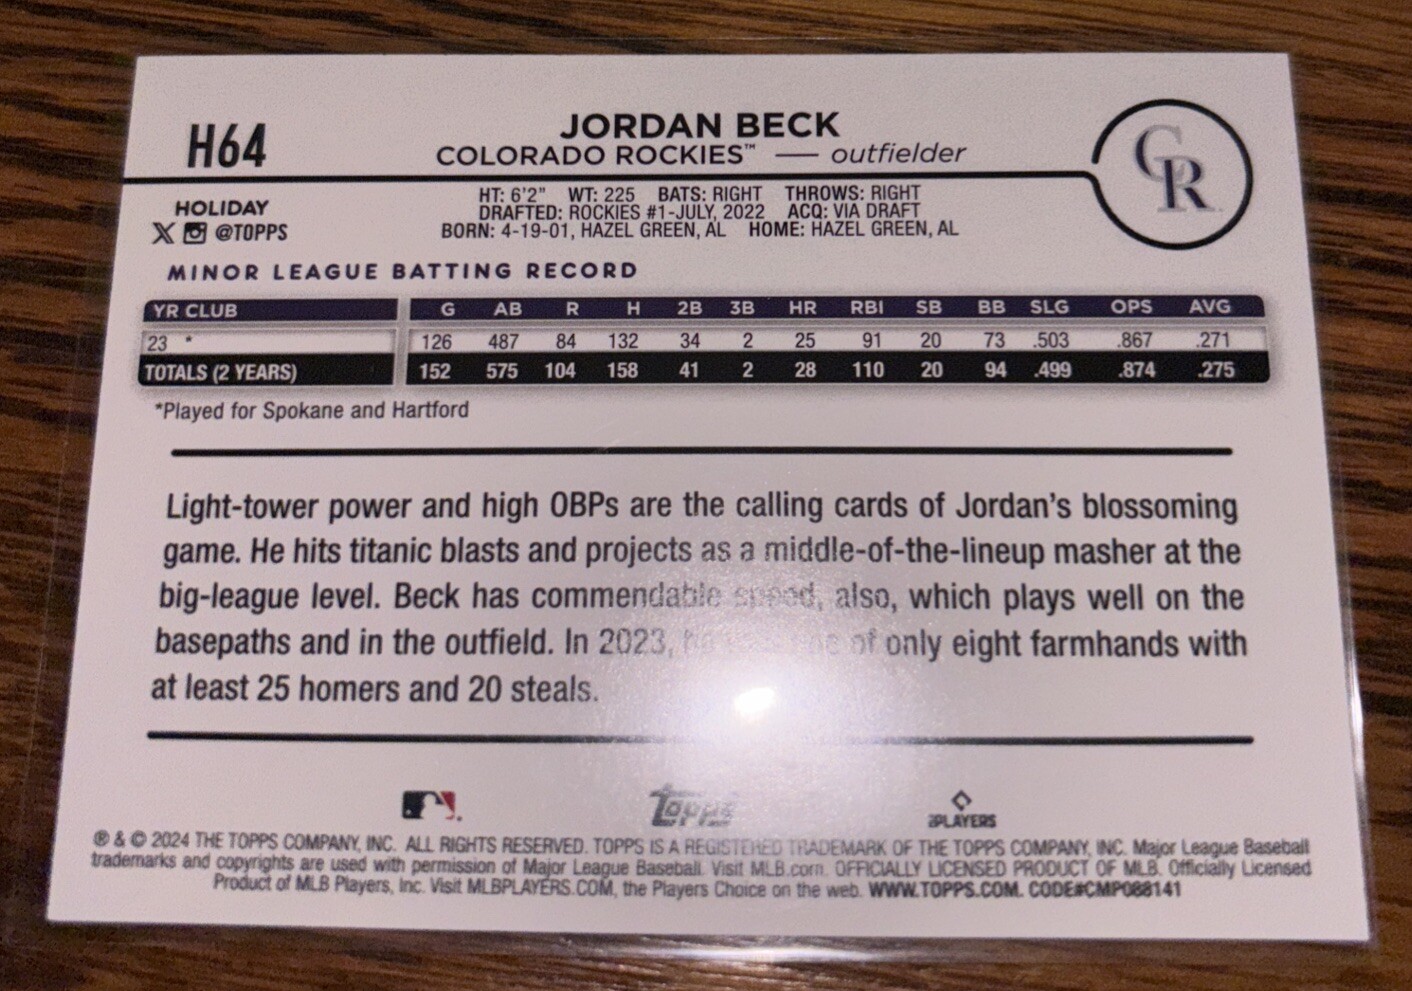 H64
JORDAN BECK
COLORADO ROCKIES™ — outfielder
CR
HOLIDAY
X @TOPPS
HT: 6'2" WT: 225 BATS: RIGHT THROWS: RIGHT
DRAFTED: ROCKIES #1-JULY, 2022 ACQ: VIA DRAFT
BORN: 4-19-01, HAZEL GREEN, AL HOME: HAZEL GREEN, AL
MINOR LEAGUE BATTING RECORD
YR CLUB G AB R H 2B 3B HR RBI SB BB SLG OPS AVG
23 * 126 487 84 132 34 2 25 91 20 73 .503 .867 .271
TOTALS (2 YEARS) 152 575 104 158 41 2 28 110 20 94 .499 .874 .275
*Played for Spokane and Hartford
Light-tower power and high OBPs are the calling cards of Jordan's blossoming
game. He hits titanic blasts and projects as a middle-of-the-lineup masher at the
big-league level. Beck has commendable speed, also, which plays well on the
basepaths and in the outfield. In 2023, of only eight farmhands with
at least 25 homers and 20 steals.
Topps
PLAYERS
® & © 2024 THE TOPPS COMPANY, INC. ALL RIGHTS RESERVED. TOPPS IS A REGISTERED TRADEMARK OF THE TOPPS COMPANY, INC. Major League Baseball
trademarks and copyrights are used with permission of Major League Baseball. Visit MLB.com. OFFICIALLY LICENSED PRODUCT OF MLB. Officially Licensed
Product of MLB Players, Inc. Visit MLBPLAYERS.COM, the Players Choice on the web. WWW.TOPPS.COM. CODE#CMP088141